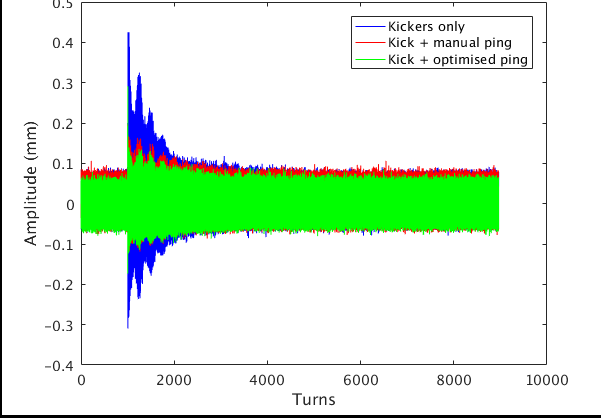 0.5
0.4
0.3
0.2
0.1
0
-0.1
-0.2
-0.3
-0.4
Amplitude (mm)
Kickers only
Kick + manual ping
Kick + optimised ping
0 2000 4000 6000 8000 10000
Turns